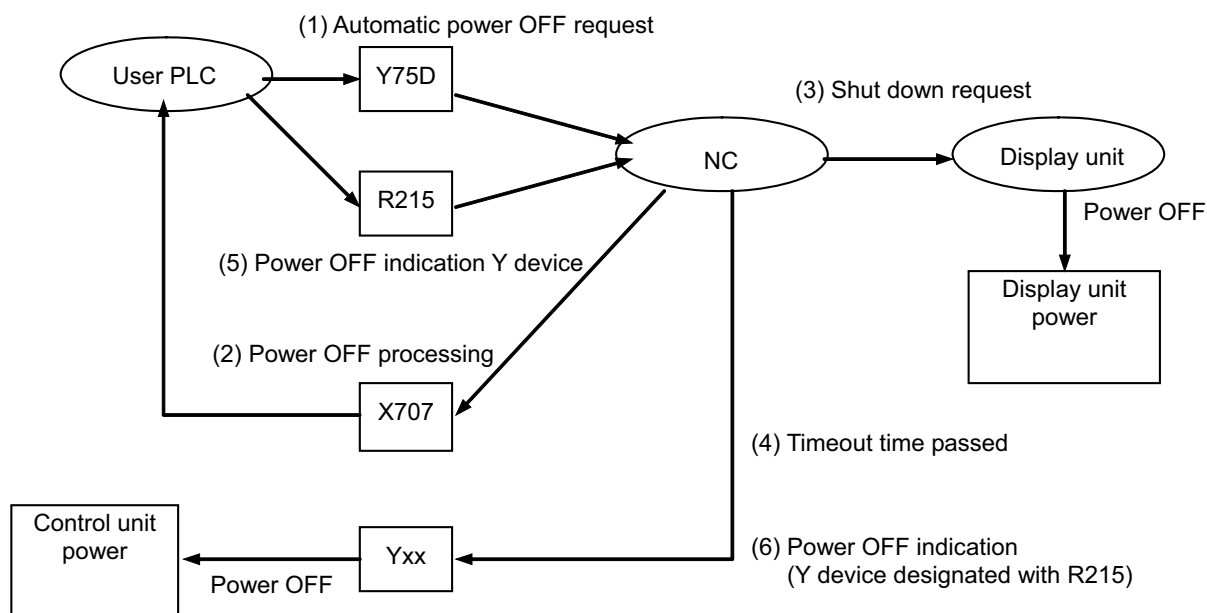 (1) Automatic power OFF request
User PLC
Y75D
(3) Shut down request
NC
Display unit
R215
Power OFF
(5) Power OFF indication Y device
Display unit
power
(2) Power OFF processing
X707
(4) Timeout time passed
Control unit
power
Yxx
Power OFF
(6) Power OFF indication
(Y device designated with R215)